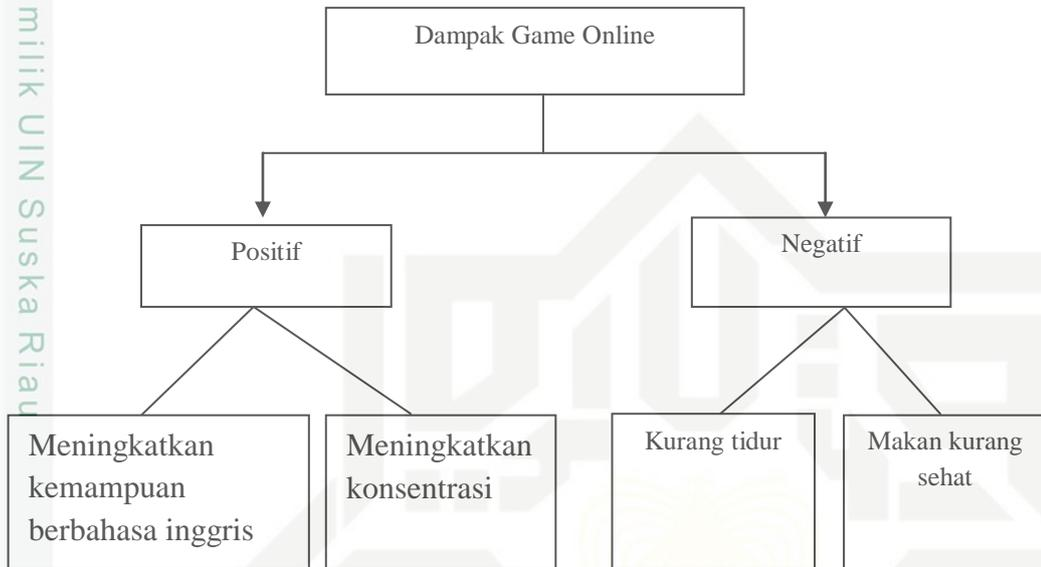 milik UIN Suska Riau
Dampak Game Online
Positif
Negatif
Meningkatkan
kemampuan
berbahasa inggris
Meningkatkan
konsentrasi
Kurang tidur
Makan kurang
sehat